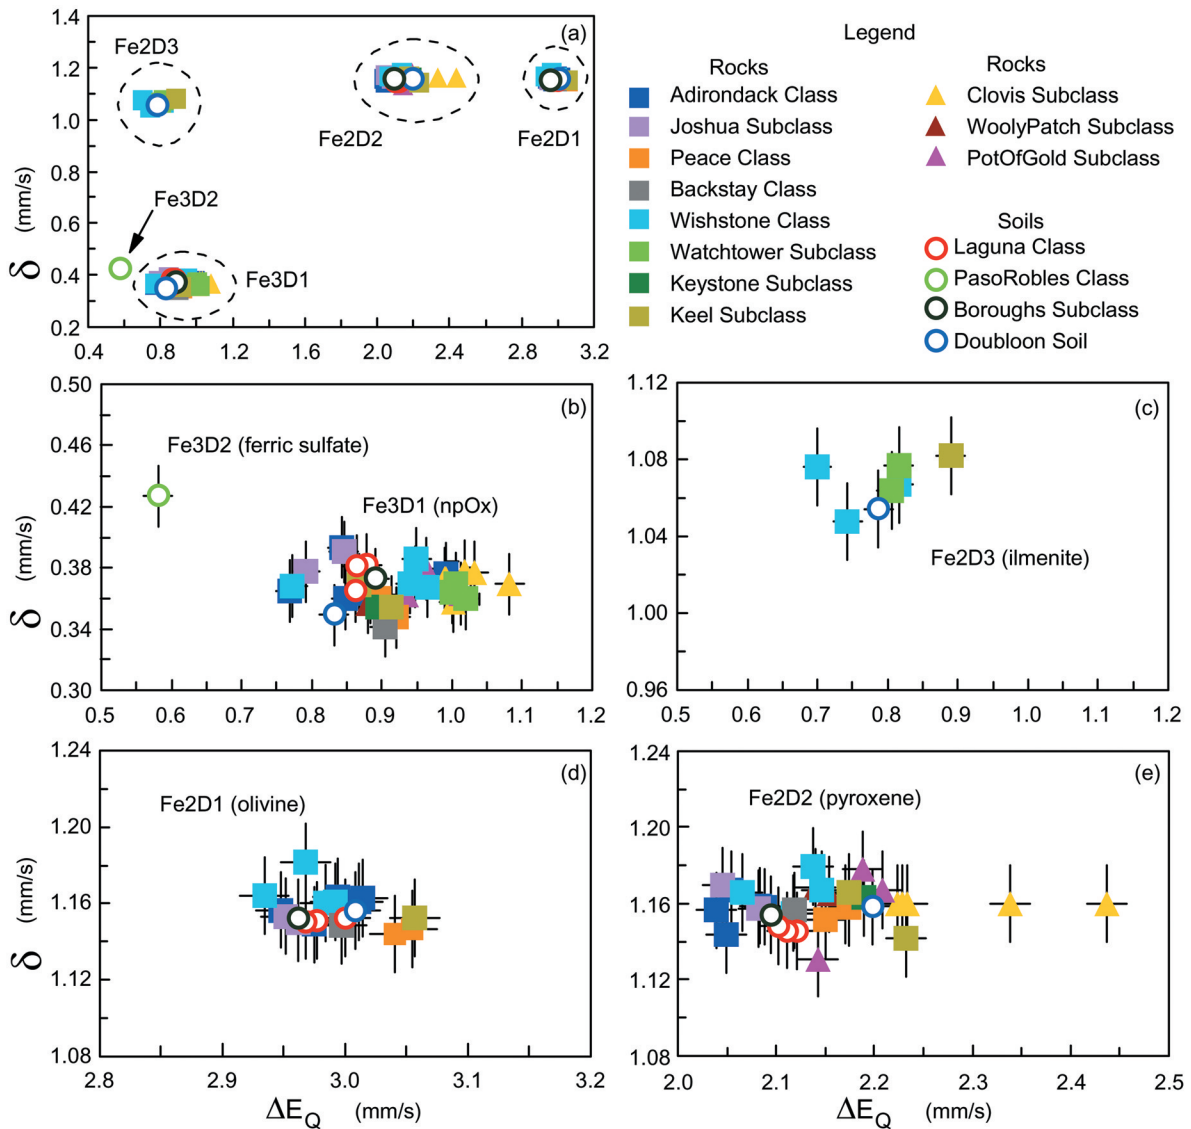 (a)
1.4
1.2
1.0
0.8
0.6
0.4
0.2
δ (mm/s)
Fe2D3
Fe2D2
Fe2D1
Fe3D2
Fe3D1
0.4 0.8 1.2 1.6 2.0 2.4 2.8 3.2
Legend
Rocks
Adirondack Class
Joshua Subclass
Peace Class
Backstay Class
Wishstone Class
Watchtower Subclass
Keystone Subclass
Keel Subclass
Rocks
Clovis Subclass
WoolyPatch Subclass
PotOfGold Subclass
Soils
Laguna Class
PasoRobles Class
Boroughs Subclass
Doubloon Soil
(b)
0.50
0.46
0.42
0.38
0.34
0.30
δ (mm/s)
Fe3D2 (ferric sulfate)
Fe3D1 (npOx)
0.5 0.6 0.7 0.8 0.9 1.0 1.1 1.2
(c)
1.12
1.08
1.04
1.00
0.96
Fe2D3 (ilmenite)
0.5 0.6 0.7 0.8 0.9 1.0 1.1 1.2
(d)
1.24
1.20
1.16
1.12
1.08
δ (mm/s)
Fe2D1 (olivine)
2.8 2.9 3.0 3.1 3.2
ΔEQ (mm/s)
(e)
1.24
1.20
1.16
1.12
1.08
Fe2D2 (pyroxene)
2.0 2.1 2.2 2.3 2.4 2.5
ΔEQ (mm/s)